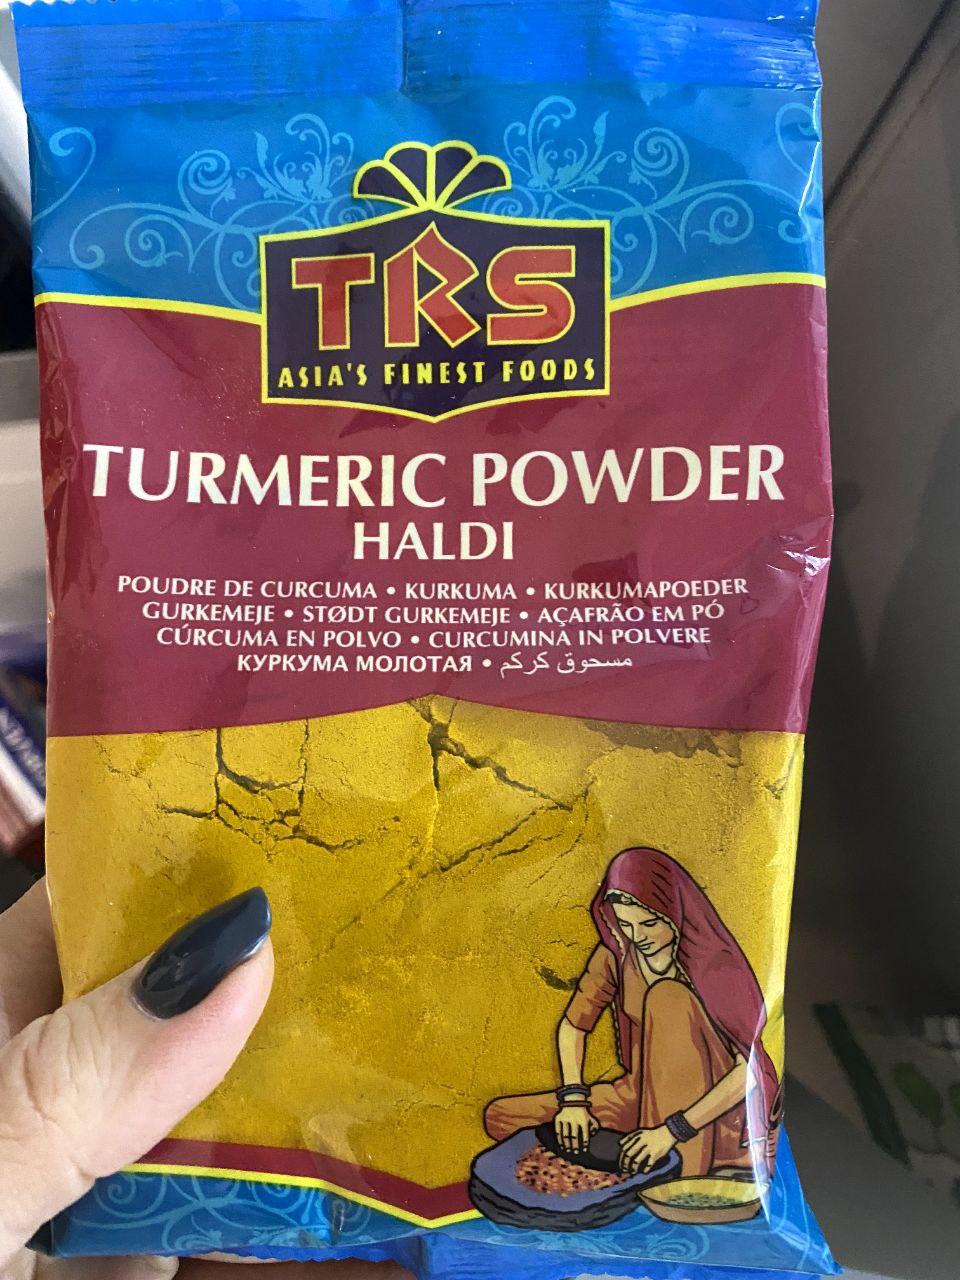 TRS
ASIA'S FINEST FOODS
TURMERIC POWDER
HALDI
POUDRE DE CURCUMA • KURKUMA • KURKUMAPOEDER
GURKEMEJE • STØDT GURKEMEJE • AÇAFRÃO EM PÓ
CÚRCUMA EN POLVO • CURCUMINA IN POLVERE
КУРКУМА МОЛОТАЯ • مسحوق كركم